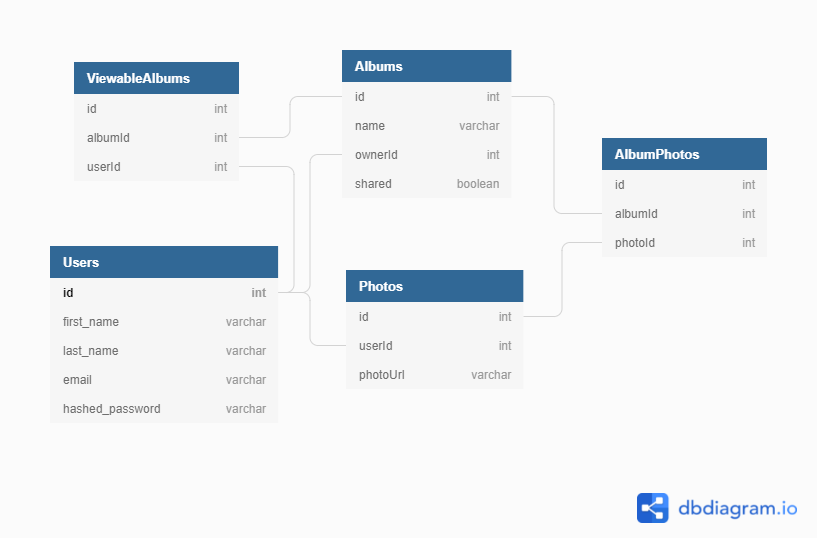 ViewableAlbums
id int
albumId int
userId int
Albums
id int
name varchar
ownerId int
shared boolean
AlbumPhotos
id int
albumId int
photoId int
Users
id int
first_name varchar
last_name varchar
email varchar
hashed_password varchar
Photos
id int
userId int
photoUrl varchar
dbdiagram.io